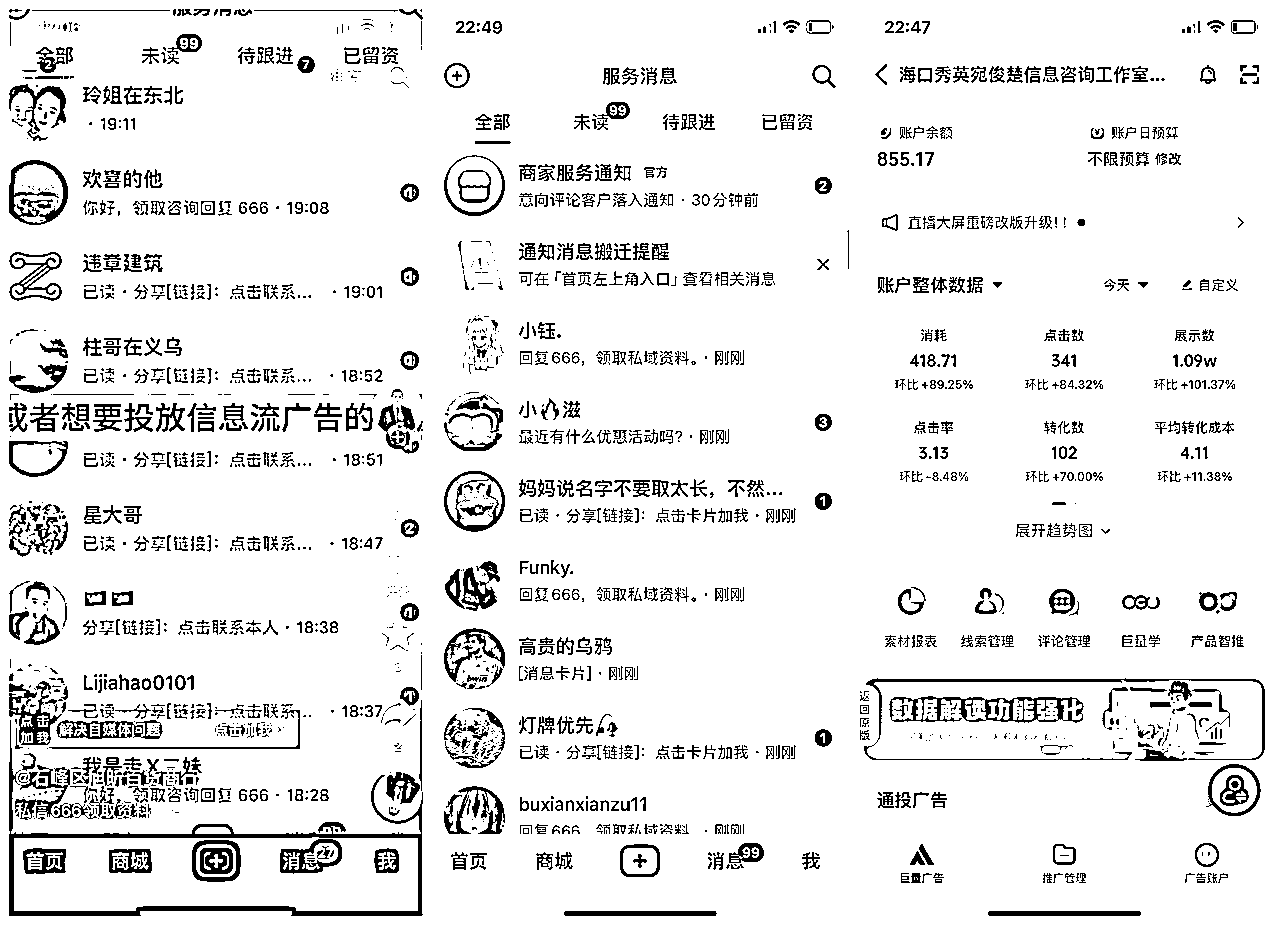 服务消息
全部
未读
99
待跟进
7
已留资
2
玲姐在东北
· 19:11
欢喜的他
你好，领取咨询回复 666 · 19:08
违章建筑
已读 · 分享[链接]：点击联系... · 19:01
柱哥在义乌
已读 · 分享[链接]：点击联系... · 18:52
或者想要投放信息流广告的
已读 · 分享[链接]：点击联系... · 18:51
星大哥
已读 · 分享[链接]：点击联系... · 18:47
2
分享[链接]：点击联系本人 · 18:38
Lijiahao0101
已读 · 分享[链接]：点击联系... · 18:37
点击加我
解决自媒体问题
点击加我
@石峰区旭昕百货商行
你好，领取咨询回复 666 · 18:28
私信666领取资料
首页
商城
消息
27
我
22:49
服务消息
全部
未读
99
待跟进
已留资
商家服务通知 官方
意向评论客户落入通知 · 30分钟前
2
通知消息搬迁提醒
可在「首页左上角入口」查看相关消息
小钰.
回复666，领取私域资料。· 刚刚
小🔥滋
最近有什么优惠活动吗？· 刚刚
3
妈妈说名字不要取太长，不然...
已读 · 分享[链接]：点击卡片加我 · 刚刚
1
Funky.
回复666，领取私域资料。· 刚刚
高贵的乌鸦
[消息卡片] · 刚刚
灯牌优先
已读 · 分享[链接]：点击卡片加我 · 刚刚
1
buxianxianzu11
回复666，领取私域资料。· 刚刚
首页
商城
消息
99
我
22:47
海口秀英宛俊楚信息咨询工作室...
账户余额
855.17
账户日预算
不限预算 修改
直播大屏重磅改版升级！！
账户整体数据
今天
自定义
消耗
点击数
展示数
418.71
341
1.09w
环比 +89.25%
环比 +84.32%
环比 +101.37%
点击率
转化数
平均转化成本
3.13
102
4.11
环比 -8.48%
环比 +70.00%
环比 +11.38%
展开趋势图
素材报表
线索管理
评论管理
巨量学
产品智推
返回原版
数据解读功能强化
通投广告
巨量广告
推广管理
广告账户